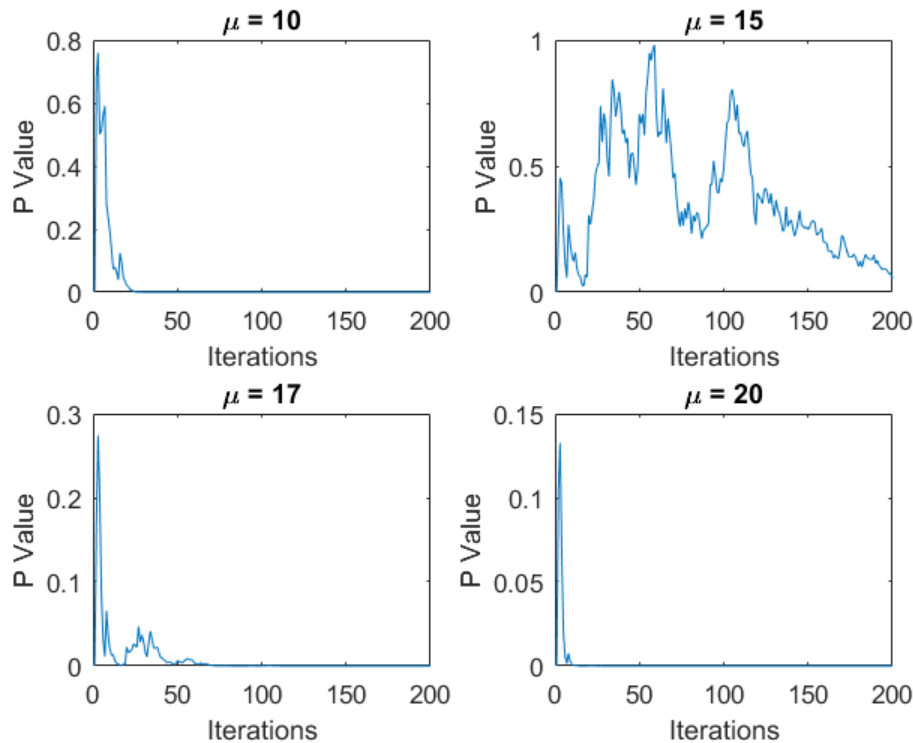 μ = 10
0.8
0.6
0.4
0.2
0
P Value
0 50 100 150 200
Iterations
μ = 15
1
0.5
0
P Value
0 50 100 150 200
Iterations
μ = 17
0.3
0.2
0.1
0
P Value
0 50 100 150 200
Iterations
μ = 20
0.15
0.1
0.05
0
P Value
0 50 100 150 200
Iterations